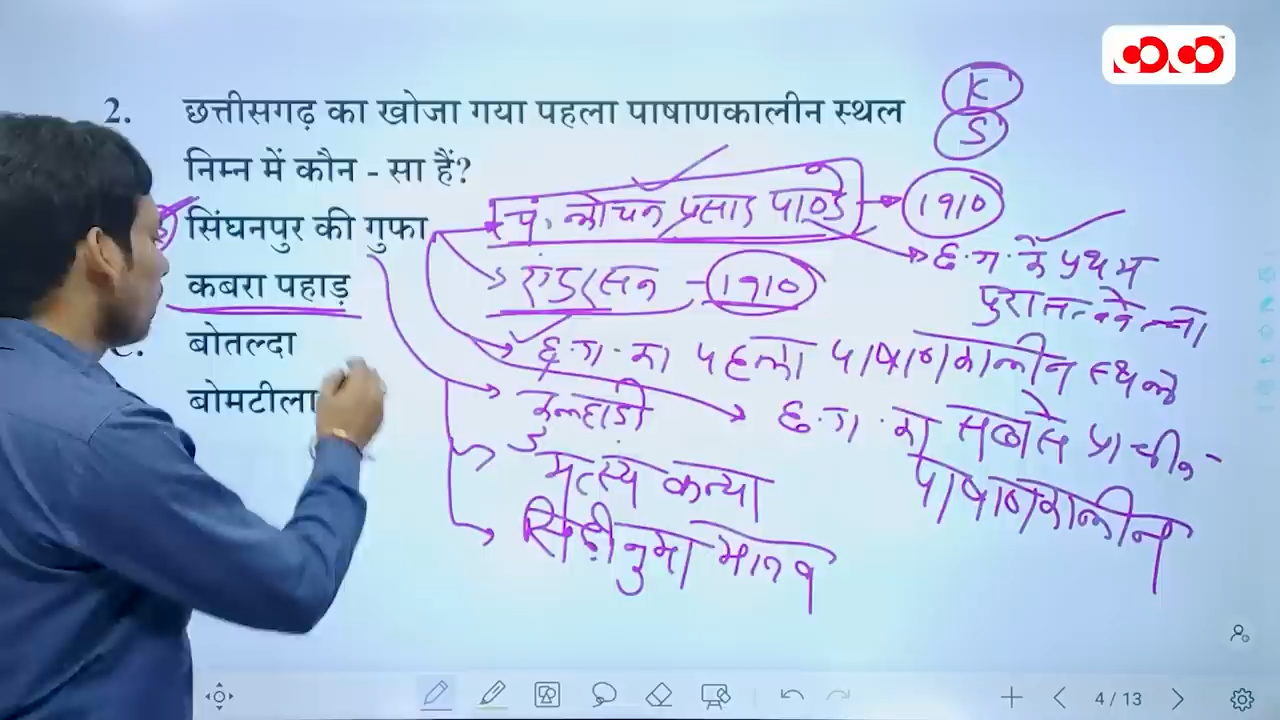 2. छत्तीसगढ़ का खोजा गया पहला पाषाणकालीन स्थल
निम्न में कौन - सा हैं?
सिंघनपुर की गुफा
कबरा पहाड़
बोतल्दा
बोमटीला
K
S
पं. लोचन प्रसाद पाण्डे → 1910
छ.ग. के प्रथम
पुरातत्ववेत्ता
एंडरसन - 1910
छ.ग. का पहला पाषाणकालीन स्थल
कुल्हाड़ी
छ.ग. का सबसे प्राचीन
पाषाणकालीन
मत्स्य कन्या
सिढ़ीनुमा मानव
4 / 13